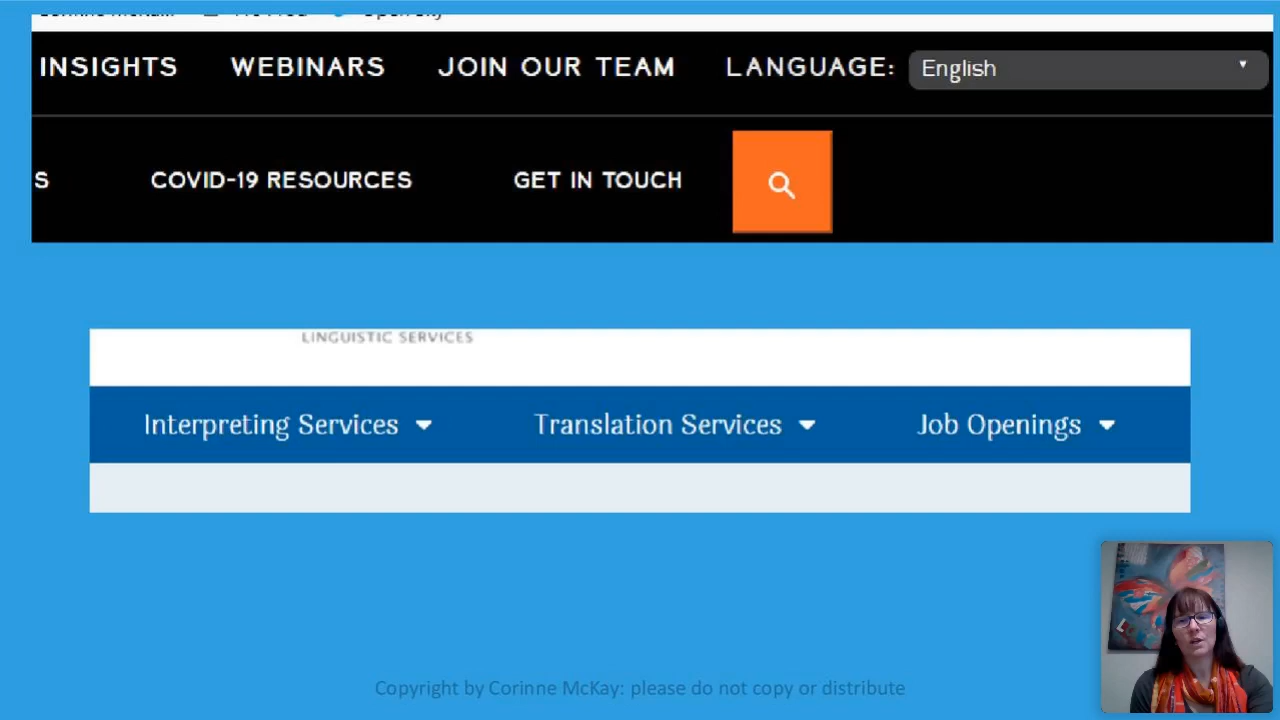 INSIGHTS WEBINARS JOIN OUR TEAM LANGUAGE: English
S COVID-19 RESOURCES GET IN TOUCH
LINGUISTIC SERVICES
Interpreting Services Translation Services Job Openings
Copyright by Corinne McKay: please do not copy or distribute